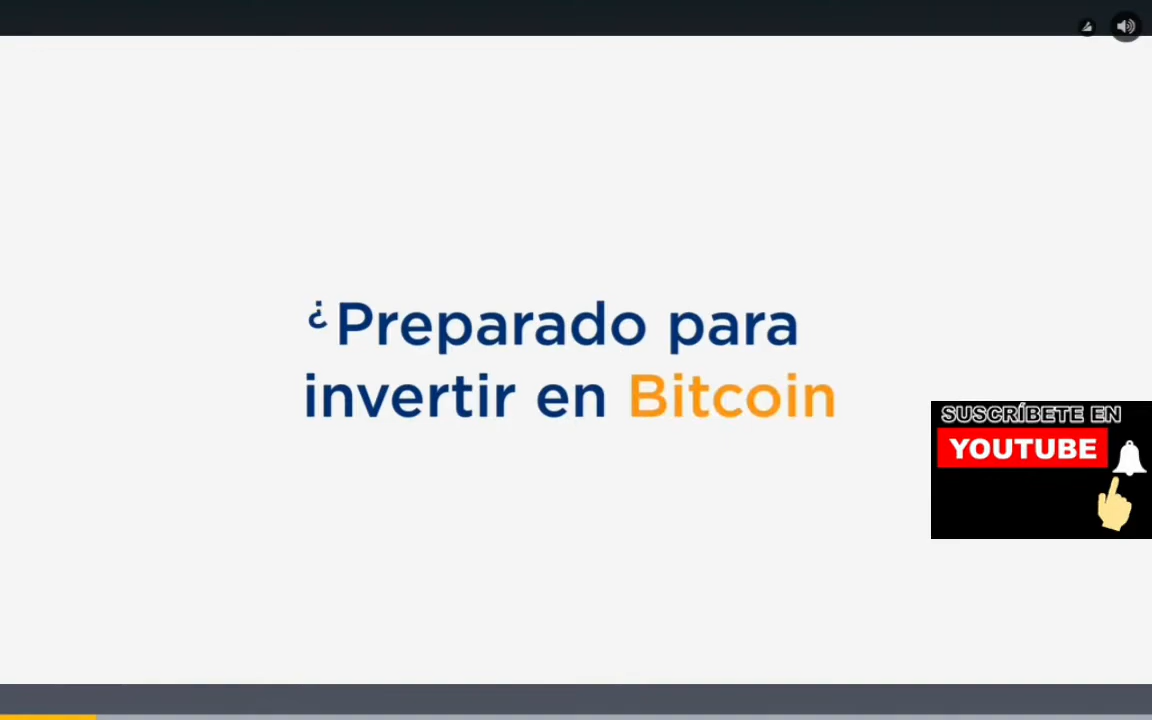 ¿Preparado para
invertir en Bitcoin
SUSCRÍBETE EN
YOUTUBE